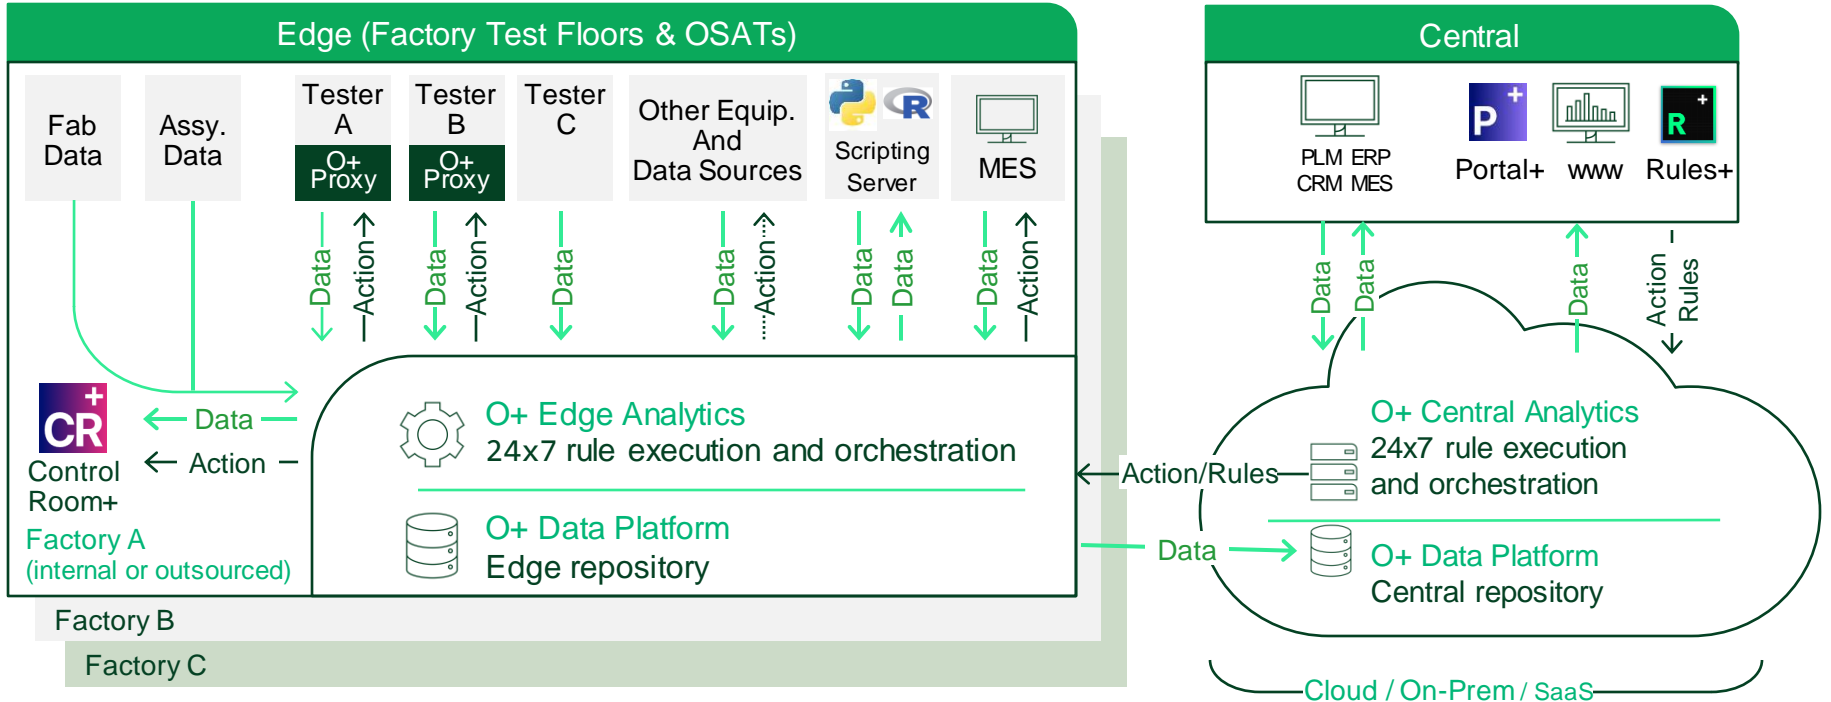 Edge (Factory Test Floors & OSATs)
Fab
Data
Assy.
Data
Tester
A
O+
Proxy
Tester
B
O+
Proxy
Tester
C
Other Equip.
And
Data Sources
R
Scripting
Server
MES
Data
Action
Data
Action
Data
Data
Action
Data
Data
Data
Action
CR+
Control
Room+
Data
Action
O+ Edge Analytics
24x7 rule execution and orchestration
O+ Data Platform
Edge repository
Factory A
(internal or outsourced)
Factory B
Factory C
Action/Rules
Data
Central
PLM ERP
CRM MES
P+
Portal+
www
R+
Rules+
Data
Data
Data
Action
Rules
O+ Central Analytics
24x7 rule execution
and orchestration
O+ Data Platform
Central repository
Cloud / On-Prem / SaaS